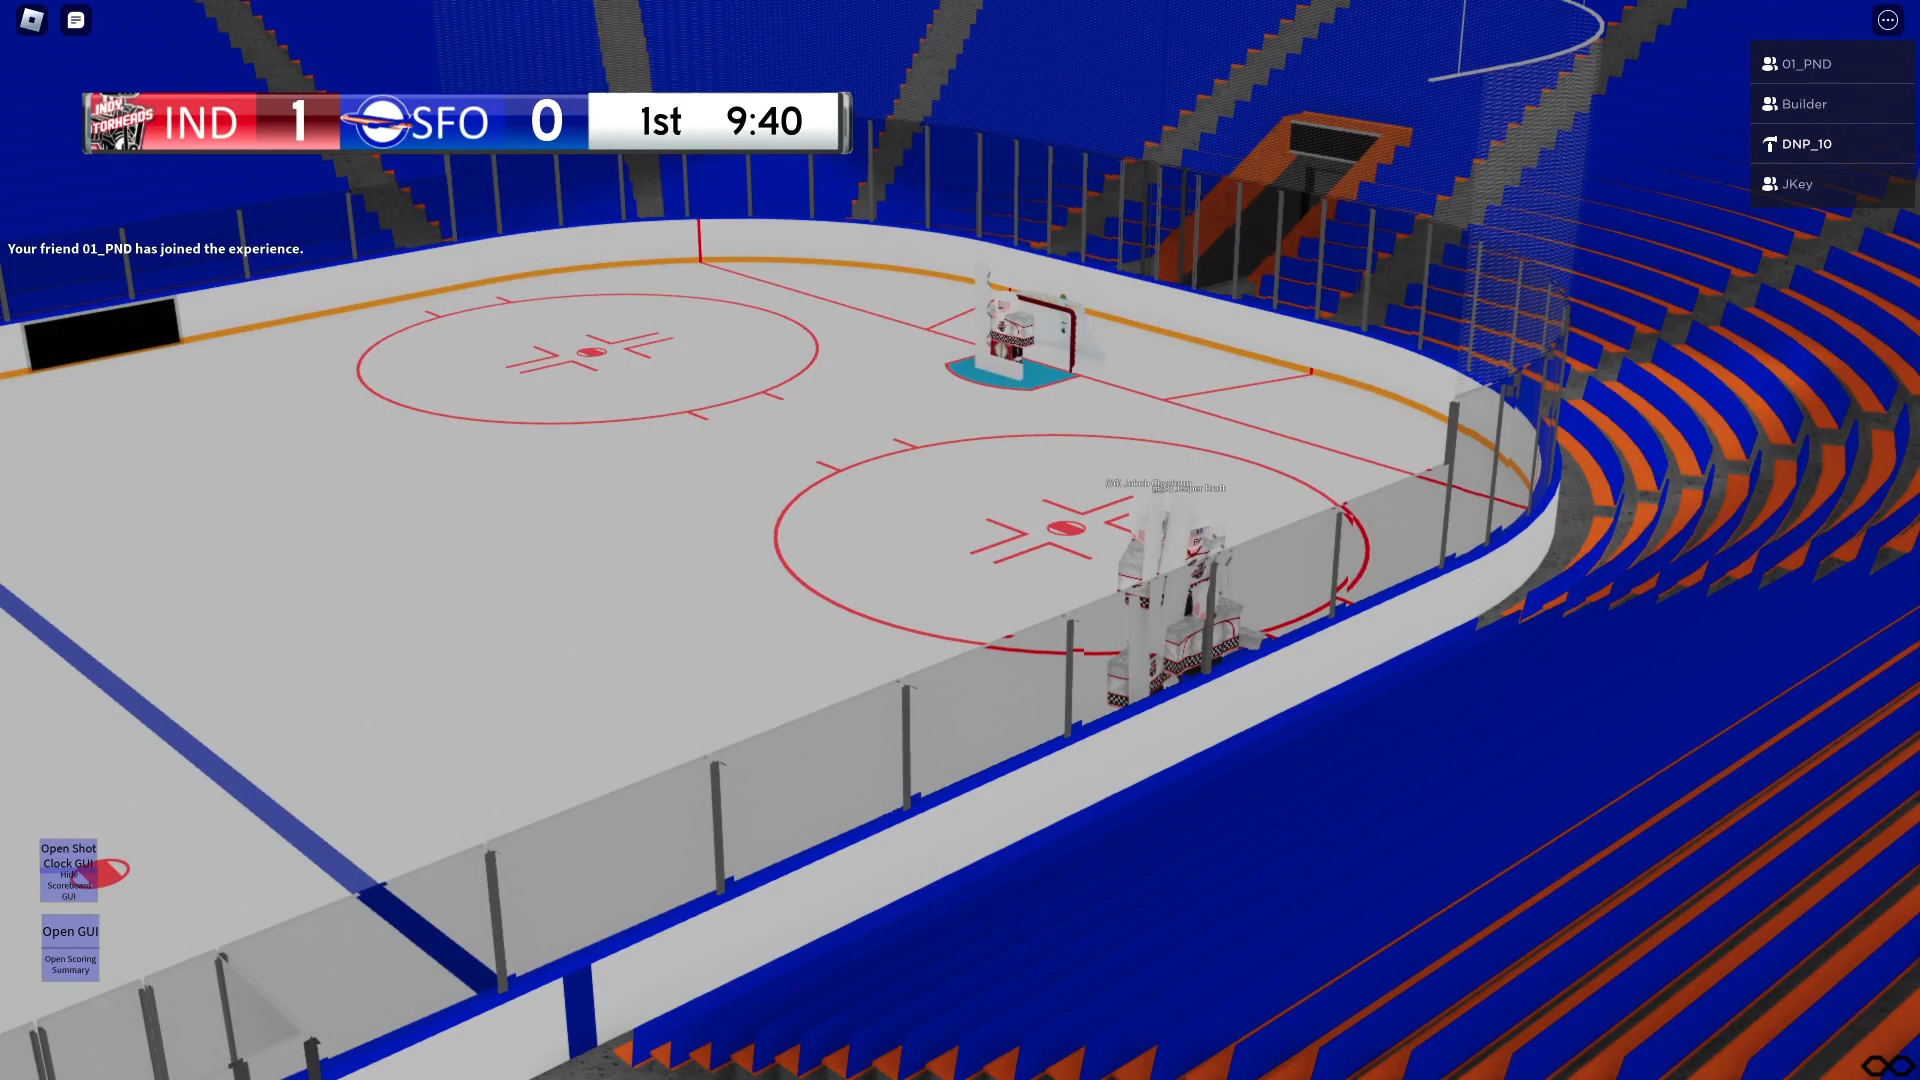 INDY
IND 1 SFO 0 1st 9:40
01_PND
Builder
DNP_10
JKey
Your friend 01_PND has joined the experience.
Open Shot
Clock GUI
Hide
Scoreboard
GUI
Open GUI
Open Scoring
Summary